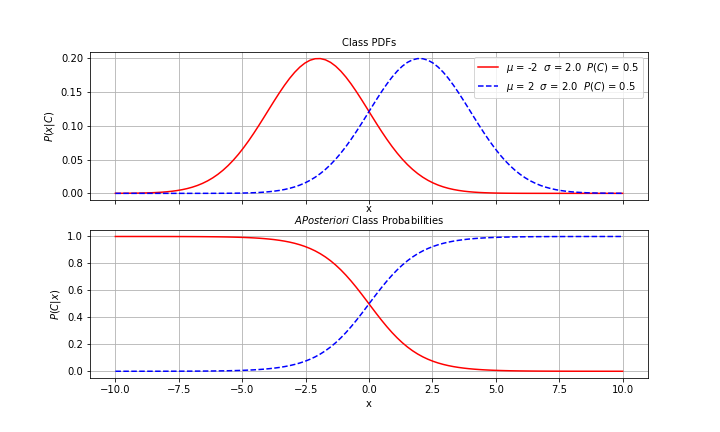 Class PDFs
0.20
0.15
0.10
0.05
0.00
P(x|C)
μ = -2 σ = 2.0 P(C) = 0.5
μ = 2 σ = 2.0 P(C) = 0.5
x
APosteriori Class Probabilities
1.0
0.8
0.6
0.4
0.2
0.0
P(C|x)
−10.0 −7.5 −5.0 −2.5 0.0 2.5 5.0 7.5 10.0
x